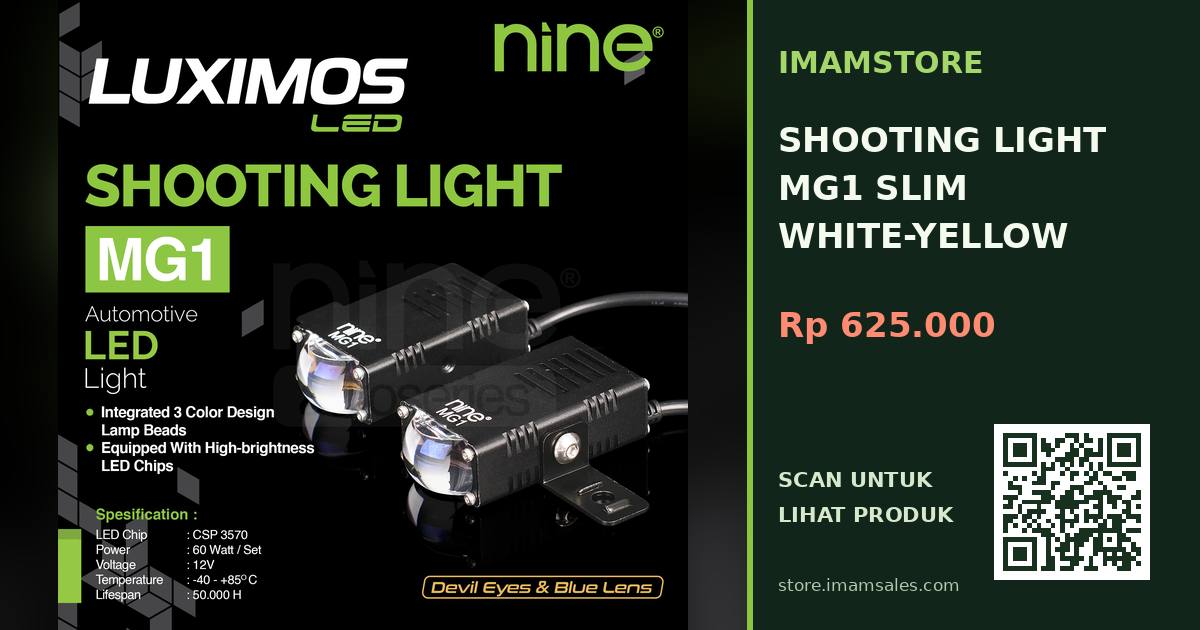 LUXIMOS
LED
nine®
SHOOTING LIGHT
MG1
Automotive
LED
Light
• Integrated 3 Color Design
Lamp Beads
• Equipped With High-brightness
LED Chips
Spesification :
LED Chip : CSP 3570
Power : 60 Watt / Set
Voltage : 12V
Temperature : -40 - +85°C
Lifespan : 50.000 H
nine®
MG1
nine®
MG1
nine®
Devil Eyes & Blue Lens
IMAMSTORE
SHOOTING LIGHT
MG1 SLIM
WHITE-YELLOW
Rp 625.000
SCAN UNTUK
LIHAT PRODUK
store.imamsales.com